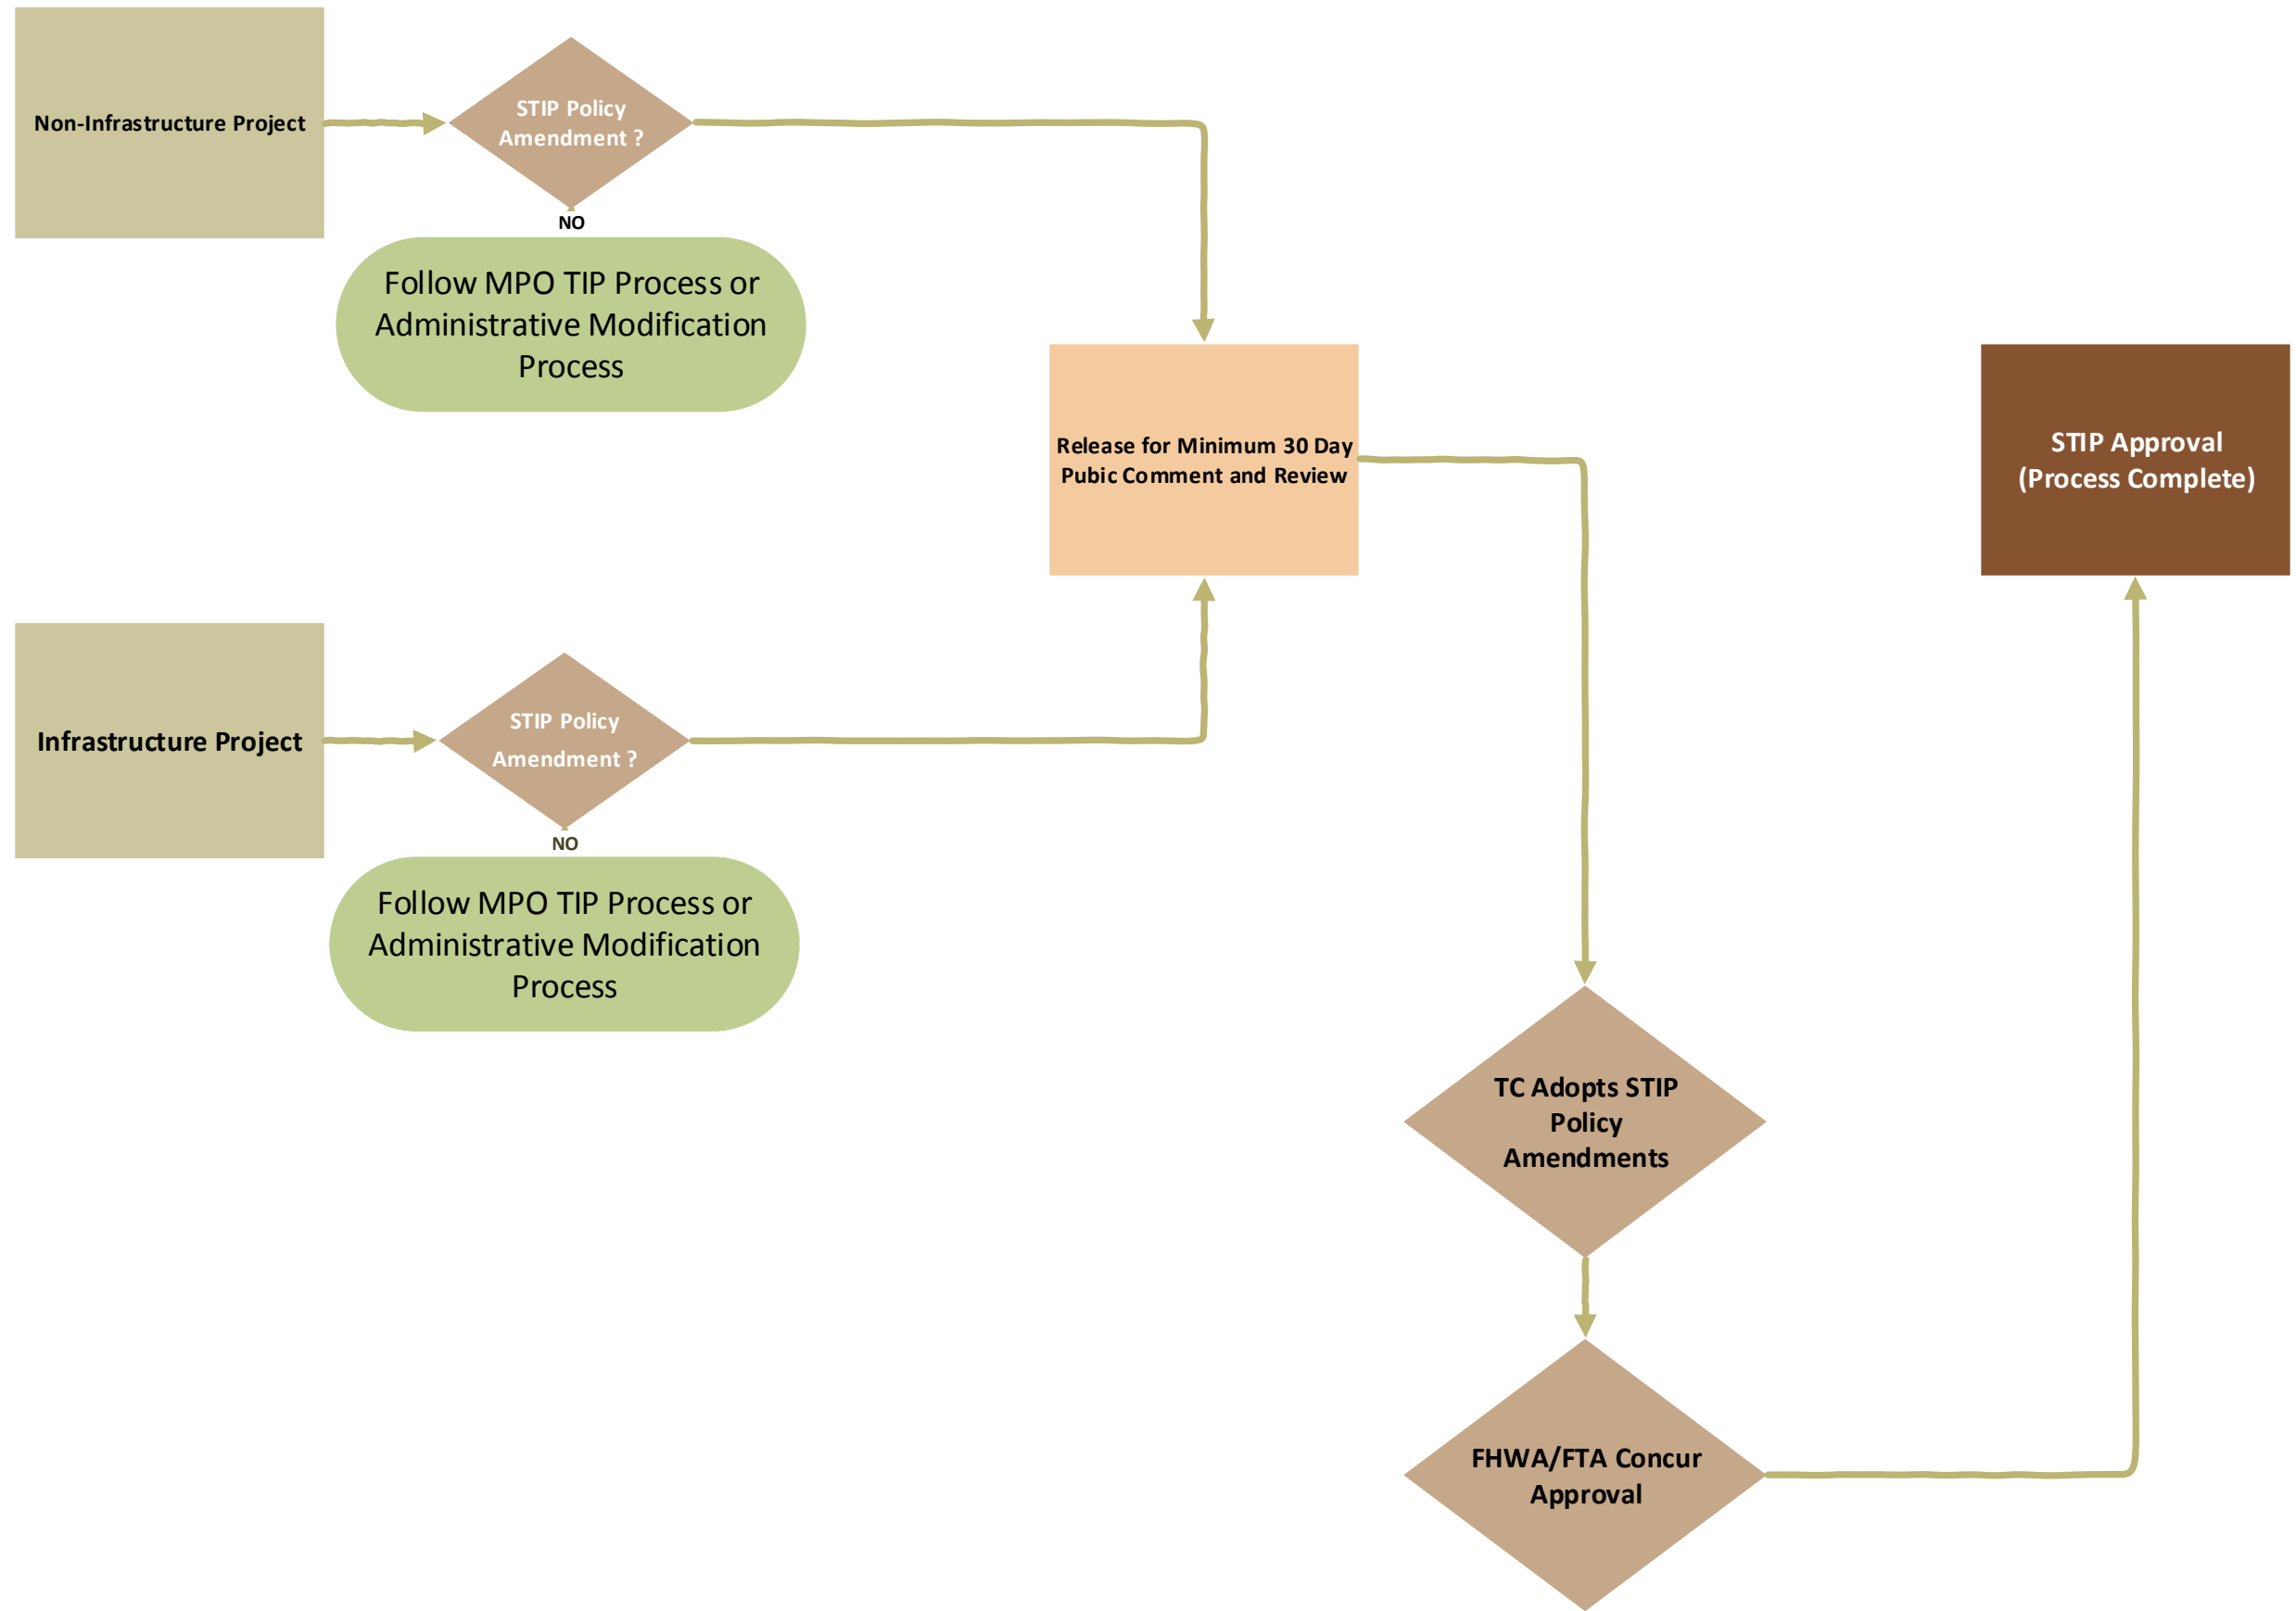 Non-Infrastructure Project
STIP Policy
Amendment ?
NO
Follow MPO TIP Process or
Administrative Modification
Process
Release for Minimum 30 Day
Pubic Comment and Review
STIP Approval
(Process Complete)
Infrastructure Project
STIP Policy
Amendment ?
NO
Follow MPO TIP Process or
Administrative Modification
Process
TC Adopts STIP
Policy
Amendments
FHWA/FTA Concur
Approval